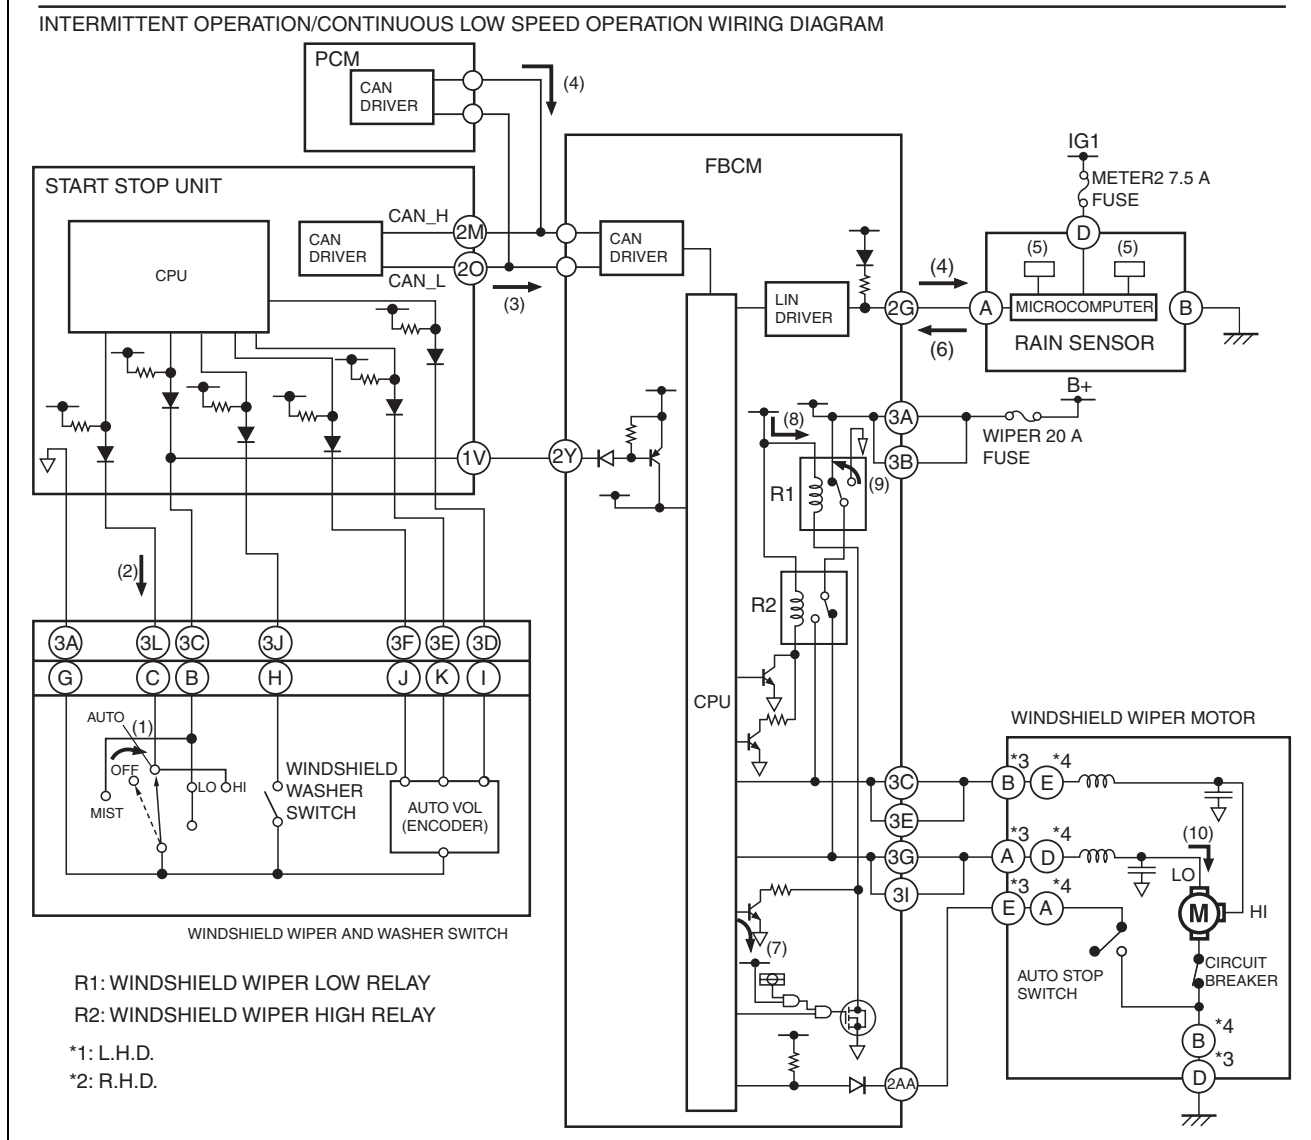 INTERMITTENT OPERATION/CONTINUOUS LOW SPEED OPERATION WIRING DIAGRAM
PCM
CAN
DRIVER
(4)
START STOP UNIT
CPU
CAN
DRIVER
CAN_H
CAN_L
2M
2O
(3)
1V
(2)
FBCM
CAN
DRIVER
LIN
DRIVER
2G
(4)
(6)
IG1
METER2 7.5 A
FUSE
D
(5)
(5)
A
MICROCOMPUTER
B
RAIN SENSOR
B+
WIPER 20 A
FUSE
3A
3B
2Y
(8)
R1
(9)
R2
CPU
3C
3E
3G
3I
(7)
2AA
3A
3L
3C
3J
3F
3E
3D
G
C
B
H
J
K
I
AUTO
(1)
OFF
MIST
LO
HI
WINDSHIELD
WASHER
SWITCH
AUTO VOL
(ENCODER)
WINDSHIELD WIPER AND WASHER SWITCH
WINDSHIELD WIPER MOTOR
*3
*4
B
E
*3
*4
A
D
(10)
LO
*3
*4
E
A
M
HI
AUTO STOP
SWITCH
CIRCUIT
BREAKER
*4
B
*3
D
R1: WINDSHIELD WIPER LOW RELAY
R2: WINDSHIELD WIPER HIGH RELAY
*1: L.H.D.
*2: R.H.D.